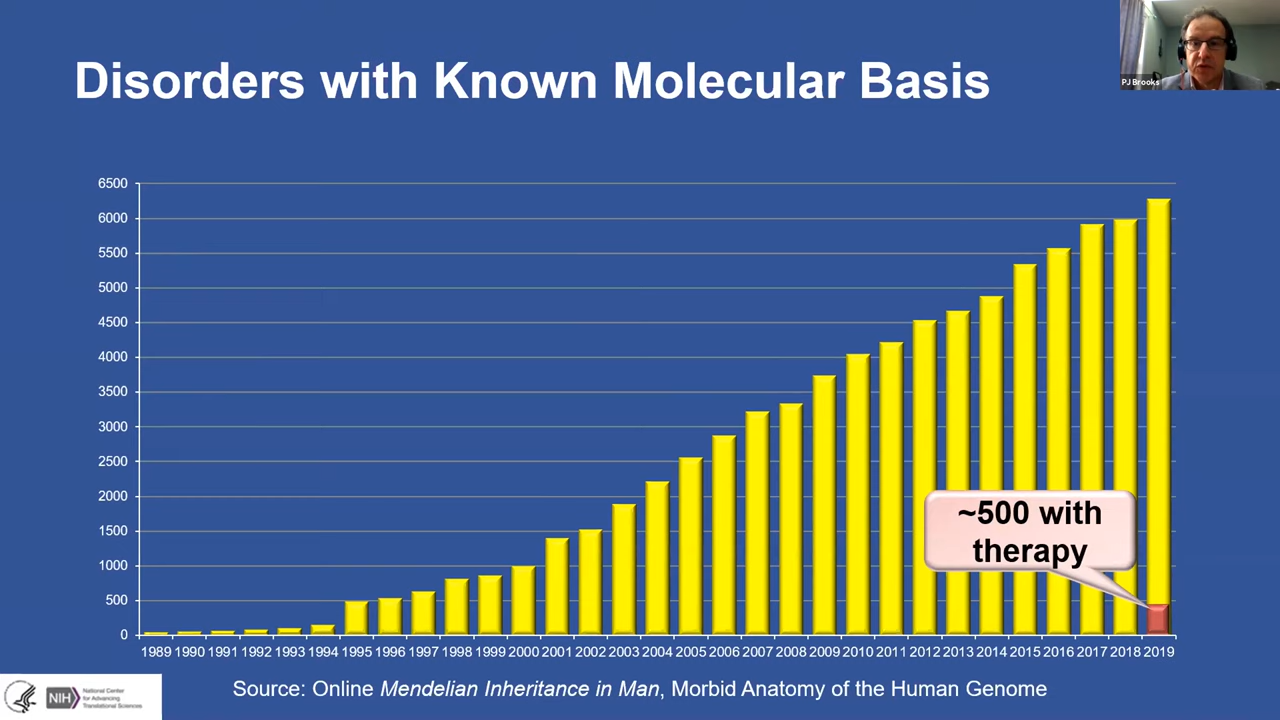 Disorders with Known Molecular Basis
PJ Brooks
6500
6000
5500
5000
4500
4000
3500
3000
2500
2000
1500
1000
500
0
~500 with
therapy
1989 1990 1991 1992 1993 1994 1995 1996 1997 1998 1999 2000 2001 2002 2003 2004 2005 2006 2007 2008 2009 2010 2011 2012 2013 2014 2015 2016 2017 2018 2019
NIH
National Center
for Advancing
Translational Sciences
Source: Online Mendelian Inheritance in Man, Morbid Anatomy of the Human Genome